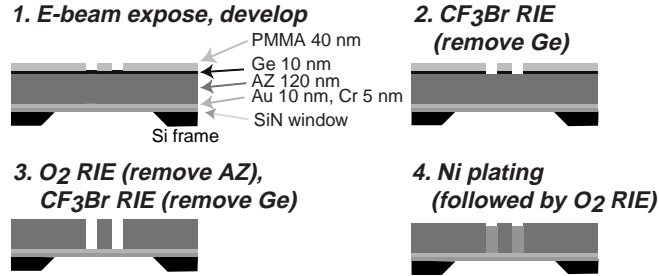 1. E-beam expose, develop
PMMA 40 nm
Ge 10 nm
AZ 120 nm
Au 10 nm, Cr 5 nm
SiN window
Si frame
2. CF3Br RIE
(remove Ge)
3. O2 RIE (remove AZ),
CF3Br RIE (remove Ge)
4. Ni plating
(followed by O2 RIE)